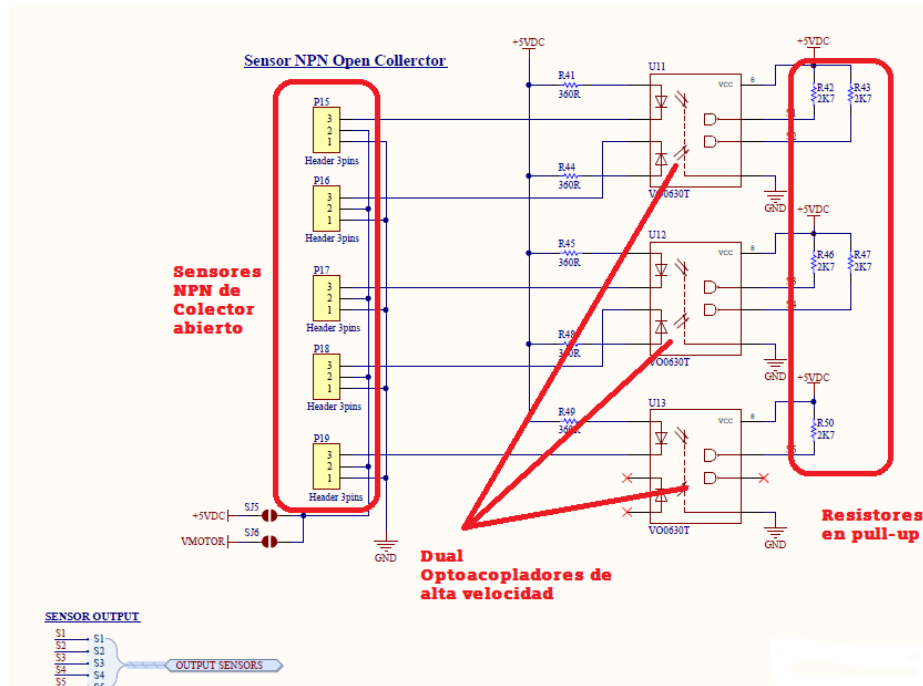 Sensor NPN Open Collerctor
+5VDC
+5VDC
P15
3
2
1
Header 3pins
R41
360R
U11
VCC
8
R42
2K7
R43
2K7
P16
3
2
1
Header 3pins
R44
360R
VO0630T
GND
P17
3
2
1
Header 3pins
R45
360R
U12
VCC
8
+5VDC
R46
2K7
R47
2K7
Sensores
NPN de
Colector
abierto
P18
3
2
1
Header 3pins
R48
VO0630T
GND
P19
3
2
1
Header 3pins
R49
U13
VCC
8
+5VDC
R50
2K7
VO0630T
GND
+5VDC
SJ5
VMOTOR
SJ6
GND
Dual
Optoacopladores de
alta velocidad
Resistores
en pull-up
SENSOR OUTPUT
S1
S1
S2
S2
S3
S3
S4
S4
S5
OUTPUT SENSORS